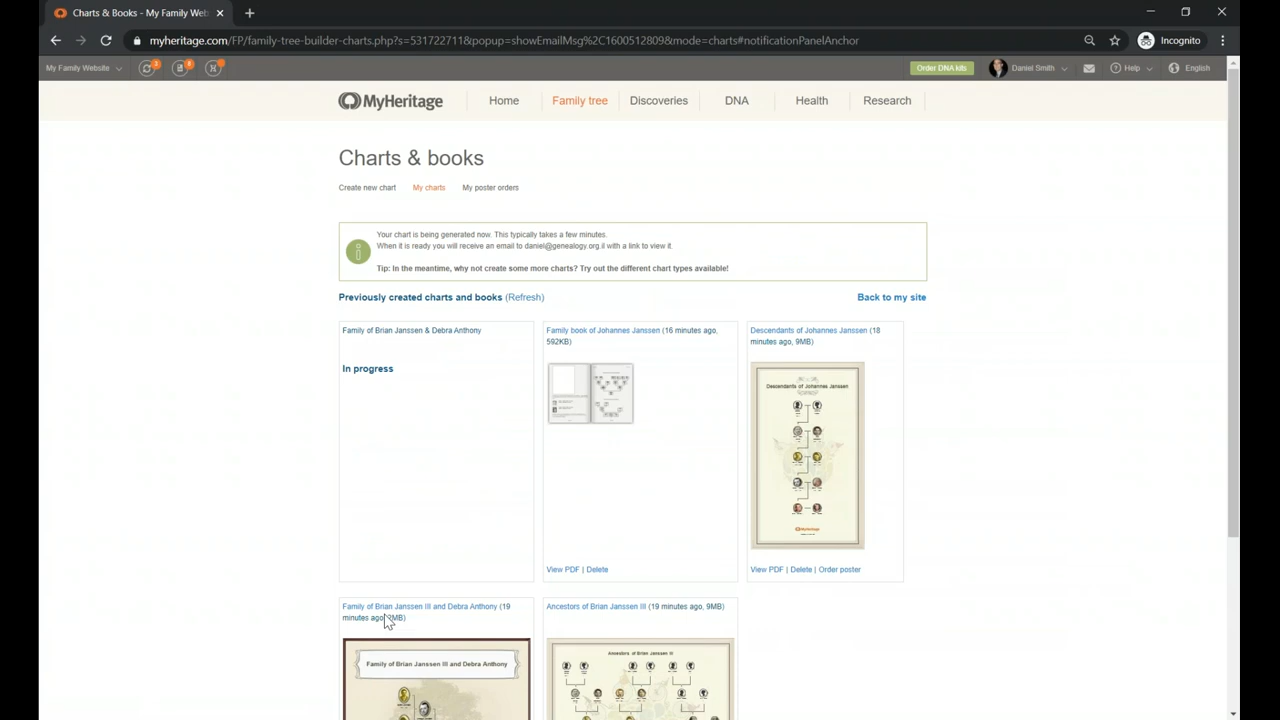 Charts & Books - My Family Web
myheritage.com/FP/family-tree-builder-charts.php?s=531722711&popup=showEmailMsg%2C1600512809&mode=charts#notificationPanelAnchor
Incognito
My Family Website
3
8
Order DNA kits
Daniel Smith
Help
English
MyHeritage
Home
Family tree
Discoveries
DNA
Health
Research
Charts & books
Create new chart
My charts
My poster orders
Your chart is being generated now. This typically takes a few minutes.
When it is ready you will receive an email to daniel@genealogy.org.il with a link to view it.
Tip: In the meantime, why not create some more charts? Try out the different chart types available!
Previously created charts and books (Refresh)
Back to my site
Family of Brian Janssen & Debra Anthony
In progress
Family book of Johannes Janssen (16 minutes ago,
592KB)
View PDF | Delete
Descendants of Johannes Janssen (18
minutes ago, 9MB)
Descendants of Johannes Janssen
MyHeritage
View PDF | Delete | Order poster
Family of Brian Janssen III and Debra Anthony (19
minutes ago, MB)
Family of Brian Janssen III and Debra Anthony
Ancestors of Brian Janssen III (19 minutes ago, 9MB)
Ancestors of Brian Janssen III